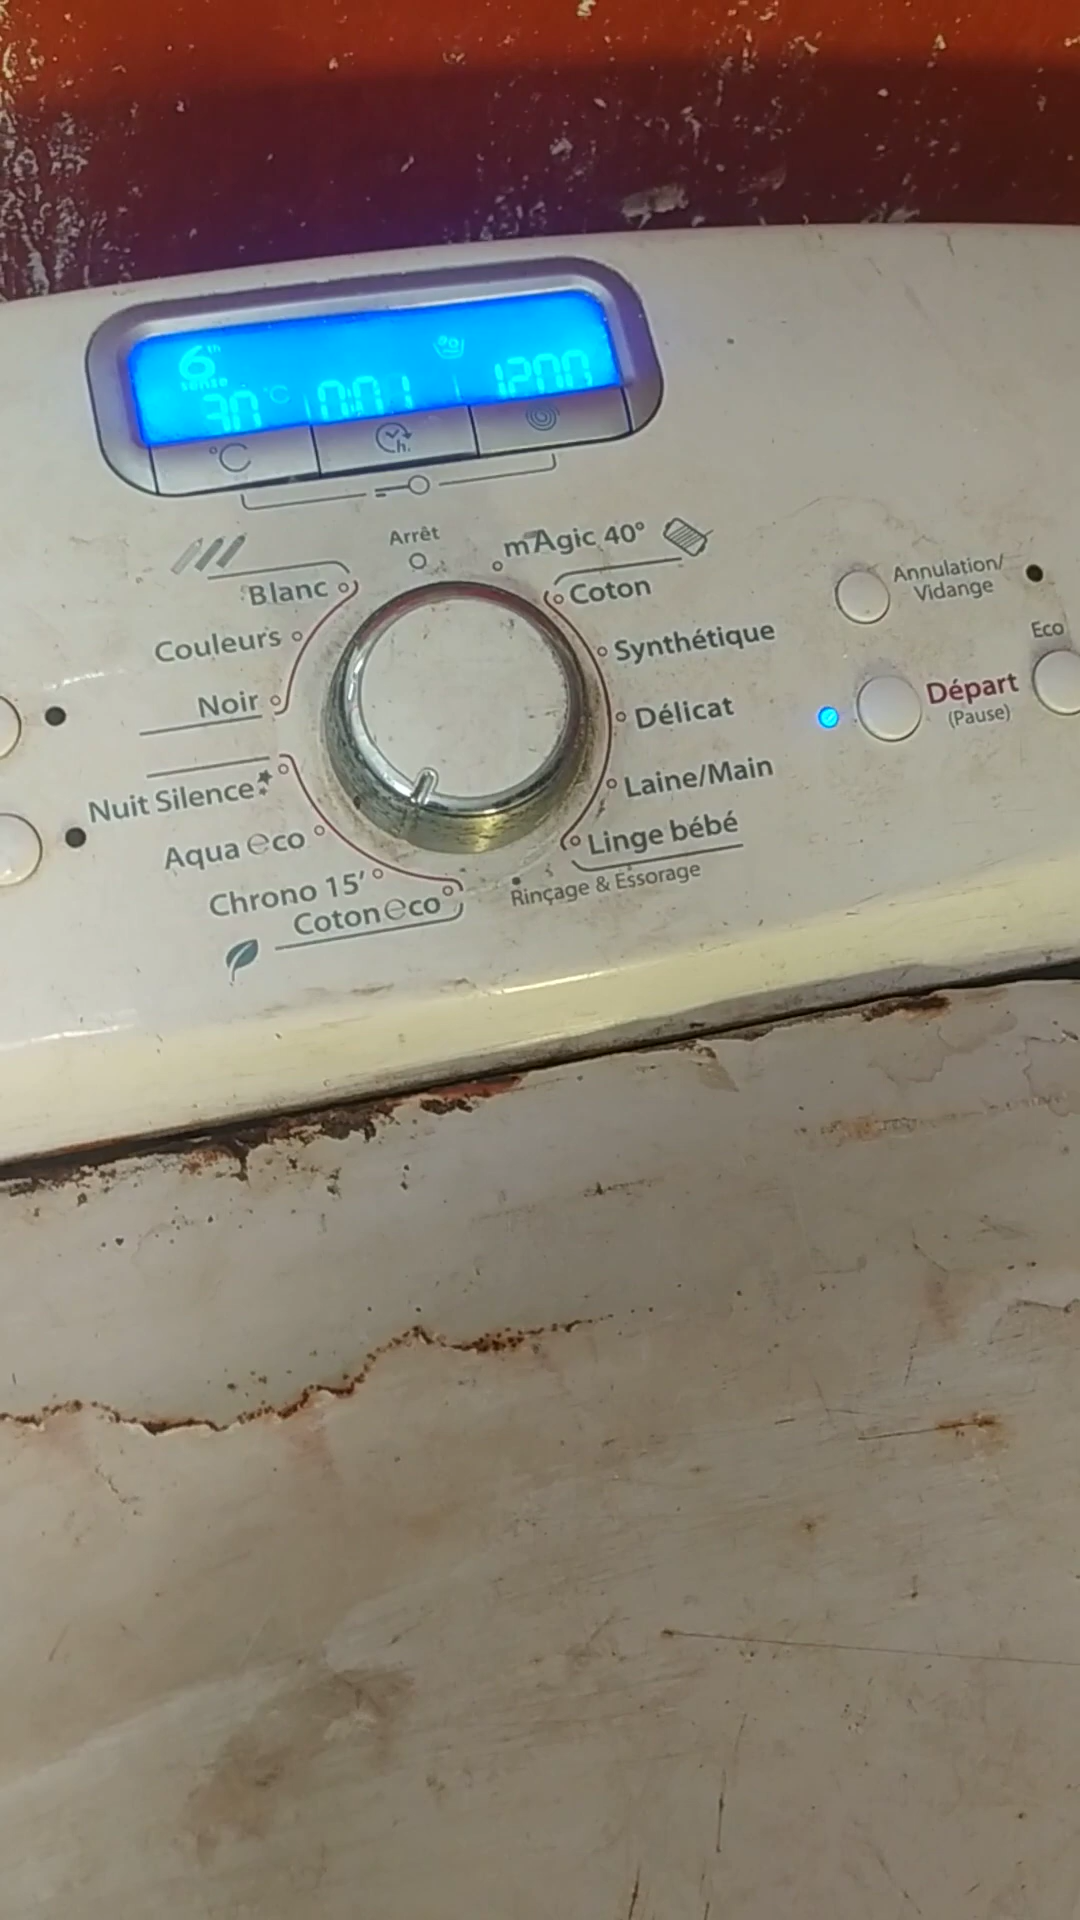 6th
sense
30 °C 0:01 1200
°C h.
Arrêt
mAgic 40°
Blanc
Coton
Couleurs
Synthétique
Noir
Délicat
Nuit Silence
Laine/Main
Aqua eco
Linge bébé
Chrono 15'
Rinçage & Essorage
Coton eco
Annulation/
Vidange
Eco
Départ
(Pause)